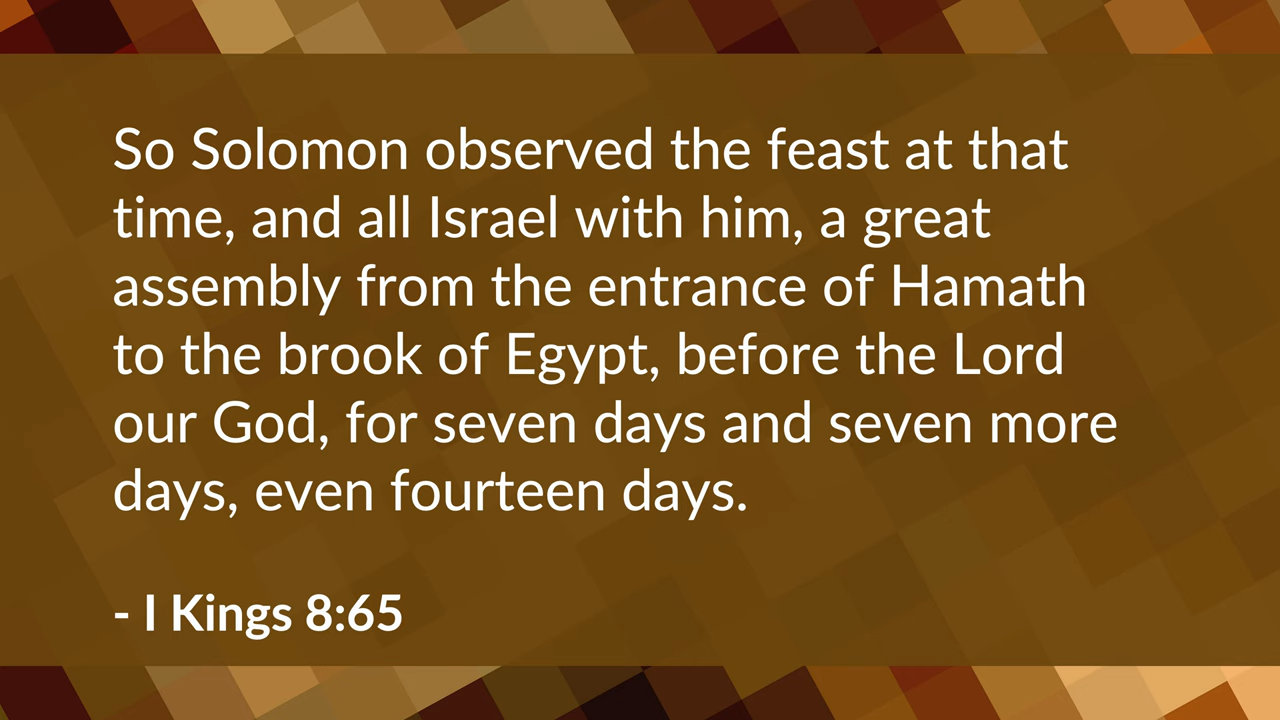 So Solomon observed the feast at that
time, and all Israel with him, a great
assembly from the entrance of Hamath
to the brook of Egypt, before the Lord
our God, for seven days and seven more
days, even fourteen days.
- I Kings 8:65